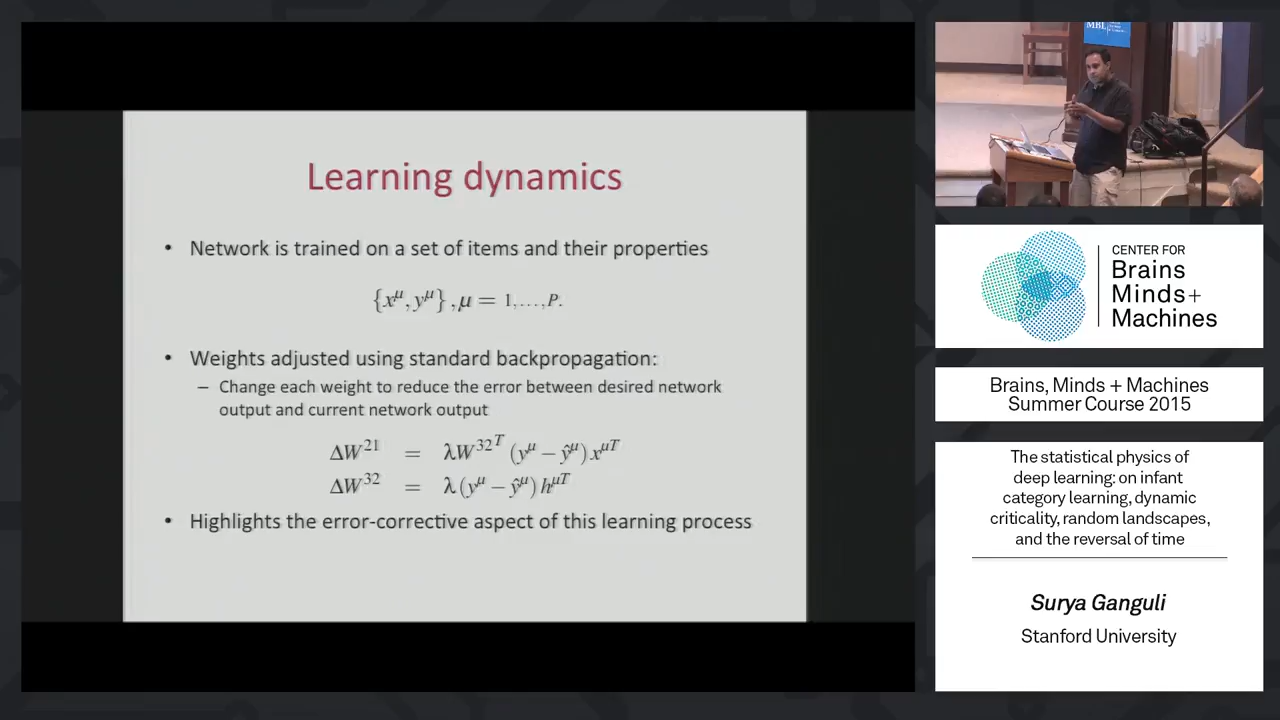 Learning dynamics
• Network is trained on a set of items and their properties
{x^μ, y^μ}, μ = 1,...,P.
• Weights adjusted using standard backpropagation:
– Change each weight to reduce the error between desired network
output and current network output
ΔW^21 = λW^32^T (y^μ − ŷ^μ) x^μT
ΔW^32 = λ(y^μ − ŷ^μ) h^μT
• Highlights the error-corrective aspect of this learning process
MBL
CENTER FOR
Brains
Minds+
Machines
Brains, Minds + Machines
Summer Course 2015
The statistical physics of
deep learning: on infant
category learning, dynamic
criticality, random landscapes,
and the reversal of time
Surya Ganguli
Stanford University